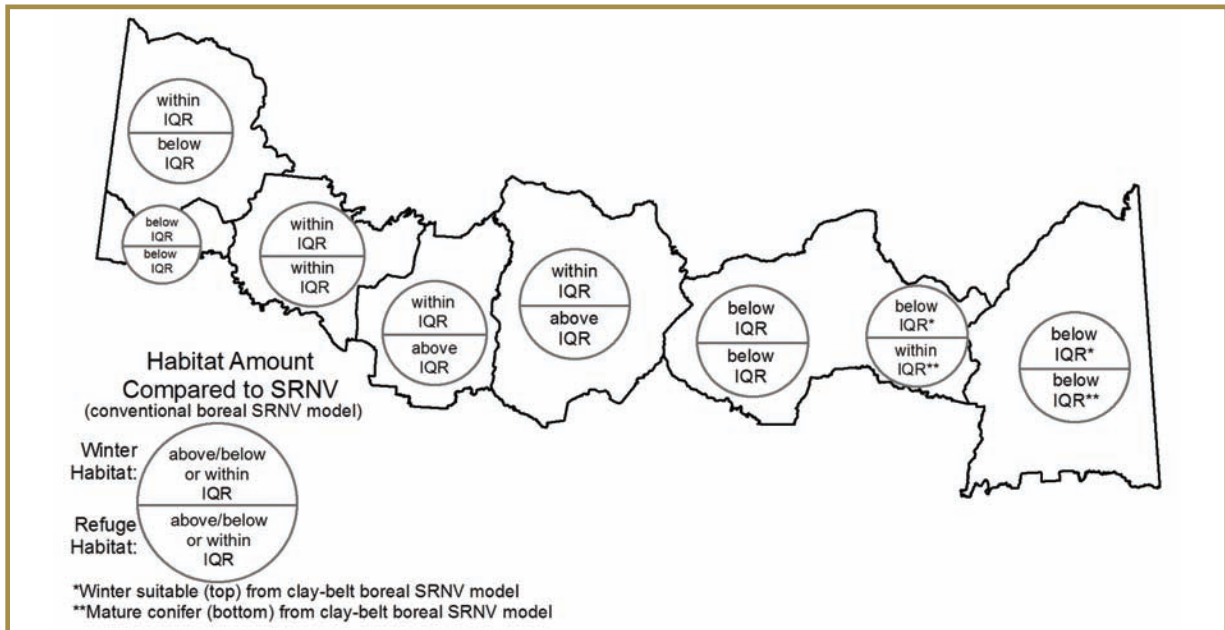 within
IQR
below
IQR
below
IQR
below
IQR
within
IQR
within
IQR
within
IQR
above
IQR
within
IQR
above
IQR
below
IQR
below
IQR
below
IQR*
within
IQR**
below
IQR*
below
IQR**
Habitat Amount
Compared to SRNV
(conventional boreal SRNV model)
Winter
Habitat:
above/below
or within
IQR
Refuge
Habitat:
above/below
or within
IQR
*Winter suitable (top) from clay-belt boreal SRNV model
**Mature conifer (bottom) from clay-belt boreal SRNV model